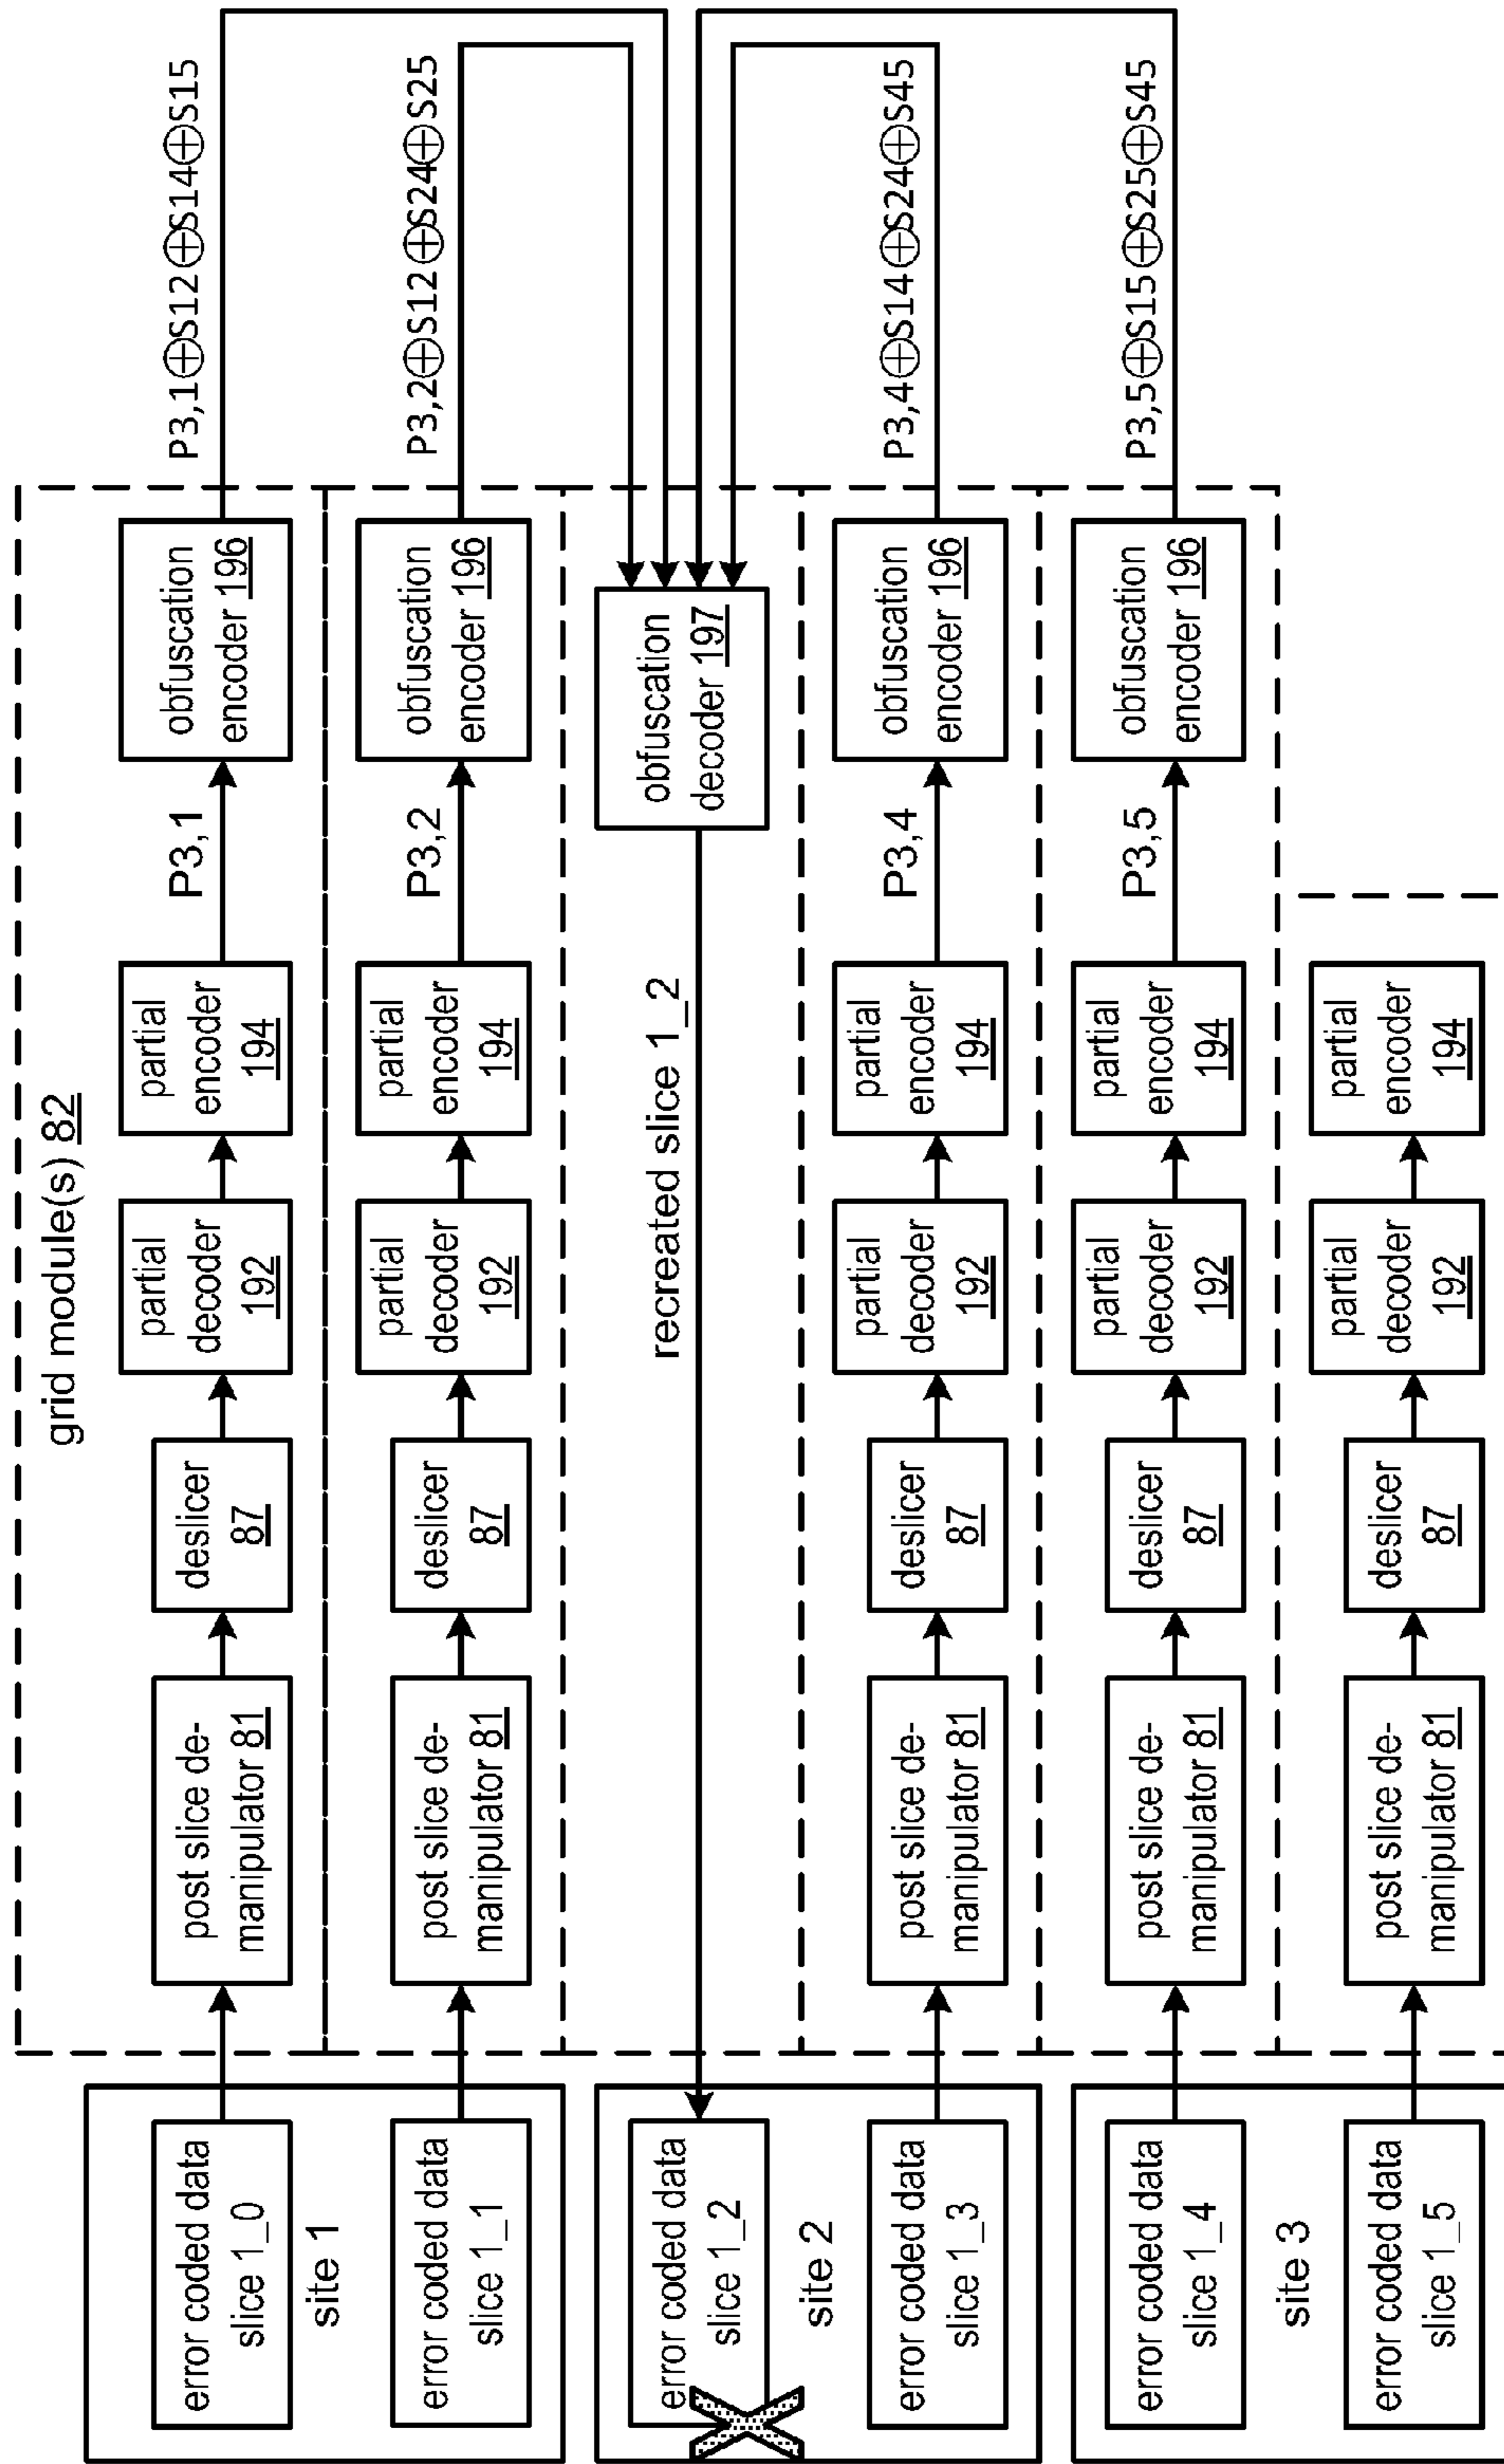 grid module(s) 82
error coded data
slice 1_0
post slice de-
manipulator 81
deslicer
87
partial
decoder
192
partial
encoder
194
P3,1
obfuscation
encoder 196
P3,1⊕S12⊕S14⊕S15
error coded data
slice 1_1
site 1
post slice de-
manipulator 81
deslicer
87
partial
decoder
192
partial
encoder
194
P3,2
obfuscation
encoder 196
P3,2⊕S12⊕S24⊕S25
error coded data
slice 1_2
recreated slice 1_2
obfuscation
decoder 197
site 2
error coded data
slice 1_3
post slice de-
manipulator 81
deslicer
87
partial
decoder
192
partial
encoder
194
P3,4
obfuscation
encoder 196
P3,4⊕S14⊕S24⊕S45
error coded data
slice 1_4
post slice de-
manipulator 81
deslicer
87
partial
decoder
192
partial
encoder
194
P3,5
obfuscation
encoder 196
P3,5⊕S15⊕S25⊕S45
site 3
error coded data
slice 1_5
post slice de-
manipulator 81
deslicer
87
partial
decoder
192
partial
encoder
194